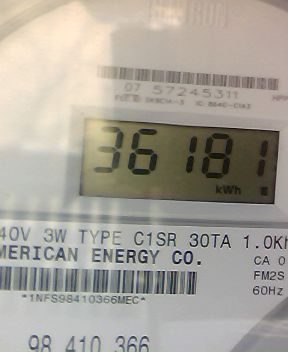 07 57245311
36181
kWh
40V 3W TYPE C1SR 30TA 1.0Kh
MERICAN ENERGY CO.
CA 0
FM2S
60Hz
*1NFS98410366MEC*
98 410 366